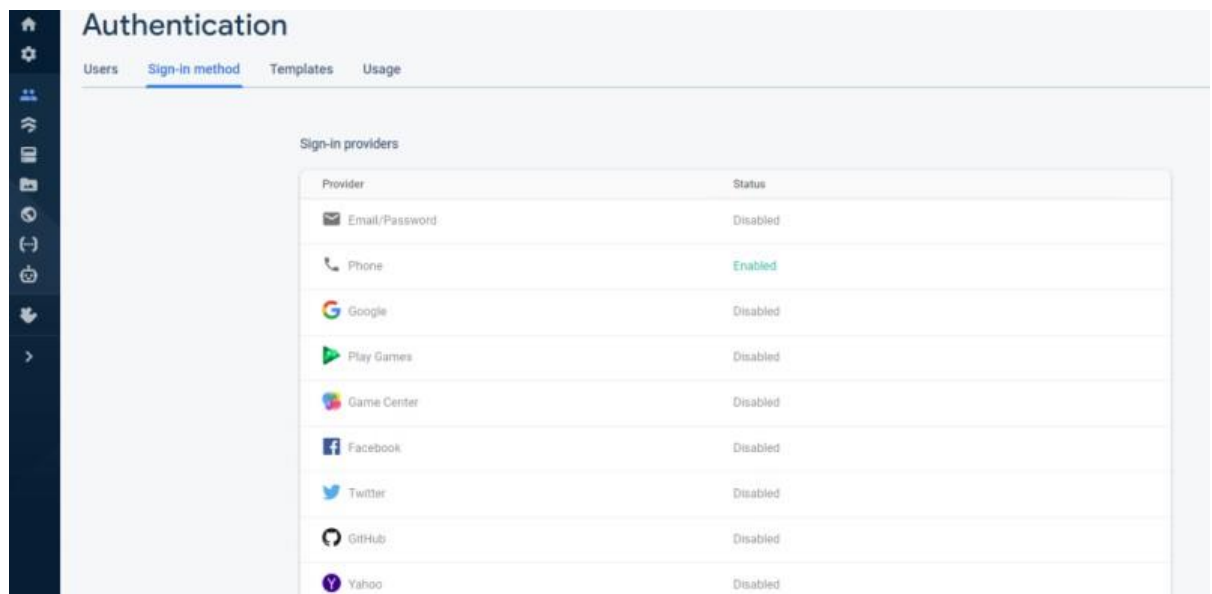 Authentication
Users Sign-in method Templates Usage
Sign-in providers
Provider Status
Email/Password Disabled
Phone Enabled
Google Disabled
Play Games Disabled
Game Center Disabled
Facebook Disabled
Twitter Disabled
GitHub Disabled
Yahoo Disabled